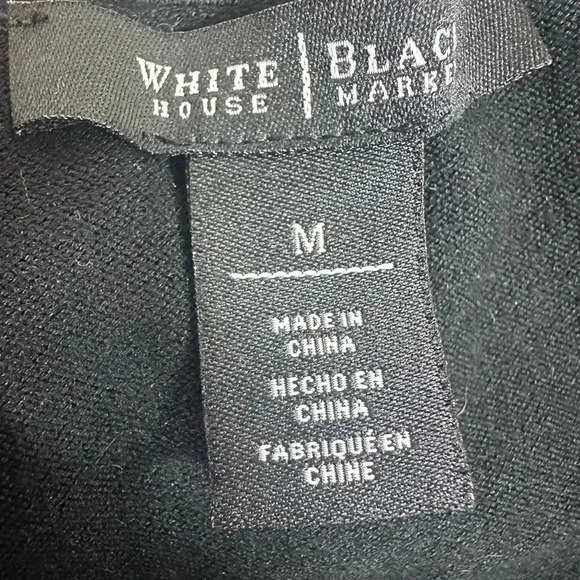 WHITE HOUSE
BLAC
MARKE
M
MADE IN
CHINA
HECHO EN
CHINA
FABRIQUÉ EN
CHINE